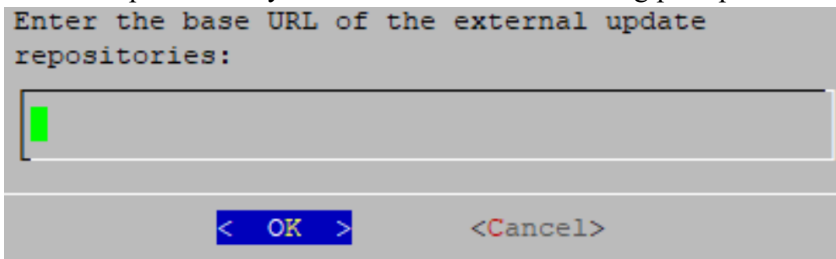 Enter the base URL of the external update
repositories:
< OK > <Cancel>